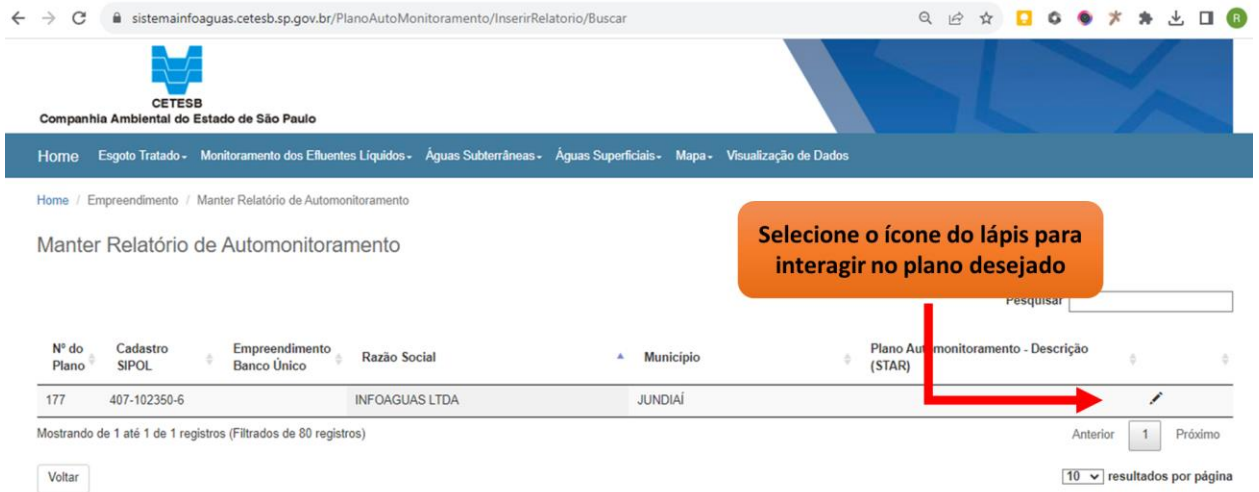 sistemainfoaguas.cetesb.sp.gov.br/PlanoAutoMonitoramento/InserirRelatorio/Buscar
R
CETESB
Companhia Ambiental do Estado de São Paulo
Home Esgoto Tratado Monitoramento dos Efluentes Líquidos Águas Subterrâneas Águas Superficiais Mapa Visualização de Dados
Home / Empreendimento / Manter Relatório de Automonitoramento
Manter Relatório de Automonitoramento
Selecione o ícone do lápis para
interagir no plano desejado
Pesquisar
Nº do
Plano
Cadastro
SIPOL
Empreendimento
Banco Único
Razão Social
Município
Plano Automonitoramento - Descrição
(STAR)
177 407-102350-6 INFOAGUAS LTDA JUNDIAÍ
Mostrando de 1 até 1 de 1 registros (Filtrados de 80 registros)
Anterior 1 Próximo
Voltar
10 resultados por página